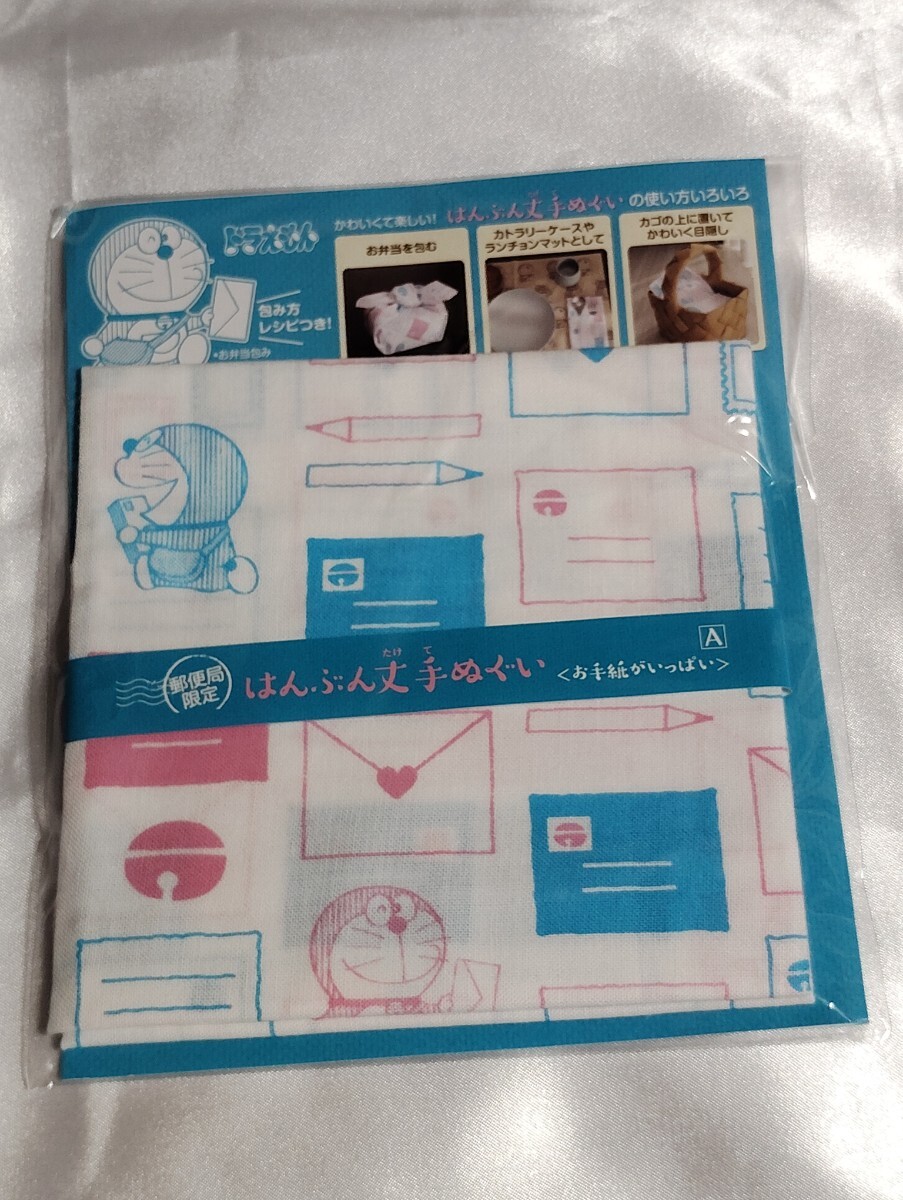 ドラえもん
かわいくて楽しい! はんぶん丈手ぬぐいの使い方いろいろ
たけ て
お弁当を包む
カトラリーケースや
ランチョンマットとして
カゴの上に置いて
かわいく目隠し
包み方
レシピつき!
*お弁当包み
A
郵便局
限定
たけ て
はんぶん丈手ぬぐい <お手紙がいっぱい>